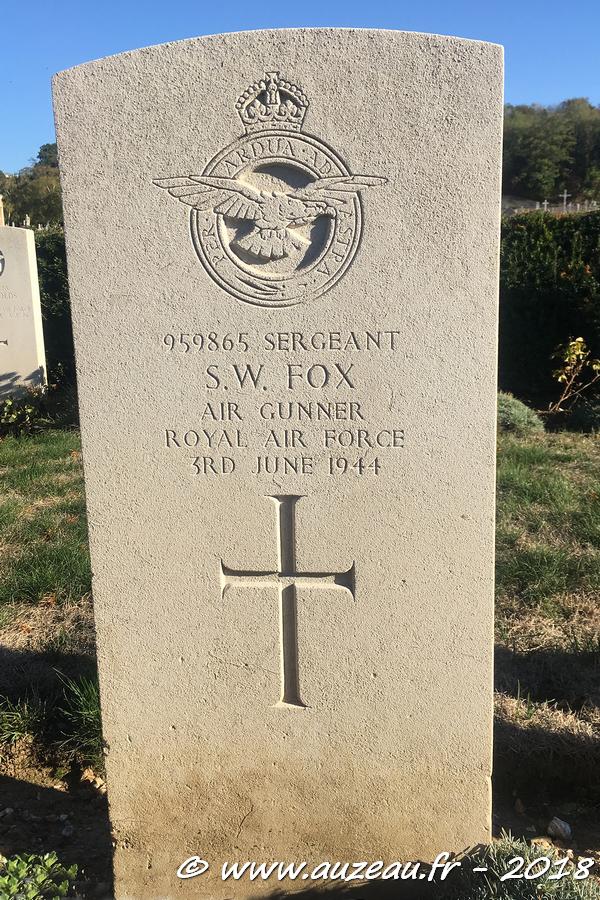 PER · ARDUA · AD · ASTRA
959865 SERGEANT
S.W. FOX
AIR GUNNER
ROYAL AIR FORCE
3RD JUNE 1944
© www.auzeau.fr - 2018